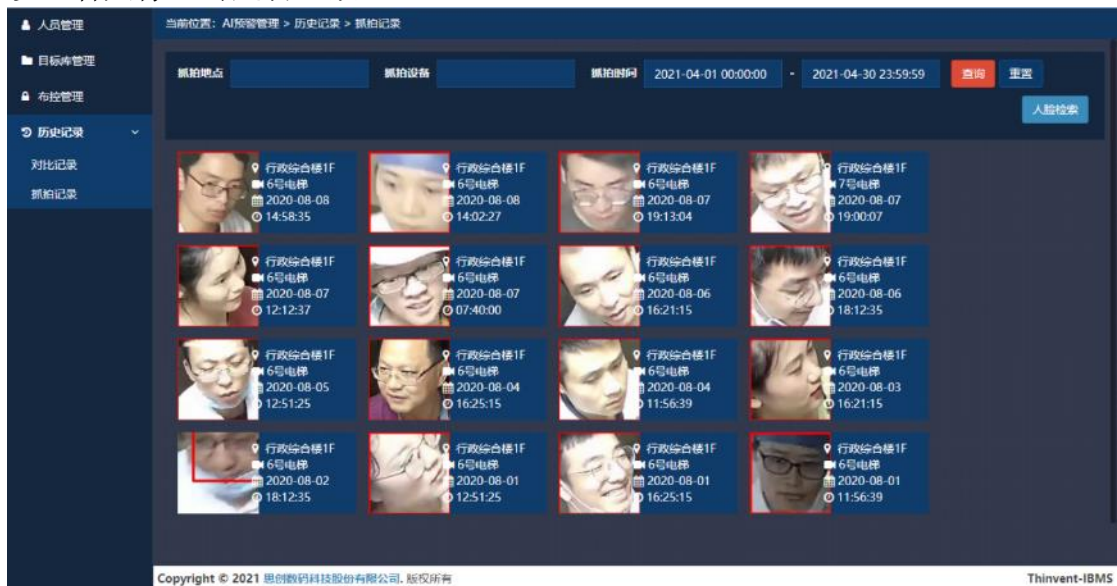 人员管理
目标库管理
布控管理
历史记录
对比记录
抓拍记录
当前位置：AI预警管理 > 历史记录 > 抓拍记录
抓拍地点
抓拍设备
抓拍时间 2021-04-01 00:00:00 - 2021-04-30 23:59:59 查询 重置
人脸检索
行政综合楼1F
6号电梯
2020-08-08
14:58:35
行政综合楼1F
6号电梯
2020-08-08
14:02:27
行政综合楼1F
6号电梯
2020-08-07
19:13:04
行政综合楼1F
7号电梯
2020-08-07
19:00:07
行政综合楼1F
6号电梯
2020-08-07
12:12:37
行政综合楼1F
6号电梯
2020-08-07
07:40:00
行政综合楼1F
6号电梯
2020-08-06
16:21:15
行政综合楼1F
6号电梯
2020-08-06
18:12:35
行政综合楼1F
6号电梯
2020-08-05
12:51:25
行政综合楼1F
6号电梯
2020-08-04
16:25:15
行政综合楼1F
6号电梯
2020-08-04
11:56:39
行政综合楼1F
6号电梯
2020-08-03
16:21:15
行政综合楼1F
6号电梯
2020-08-02
18:12:35
行政综合楼1F
6号电梯
2020-08-01
12:51:25
行政综合楼1F
6号电梯
2020-08-01
16:25:15
行政综合楼1F
6号电梯
2020-08-01
11:56:39
Copyright © 2021 思创数码科技股份有限公司. 版权所有
Thinvent-IBMS